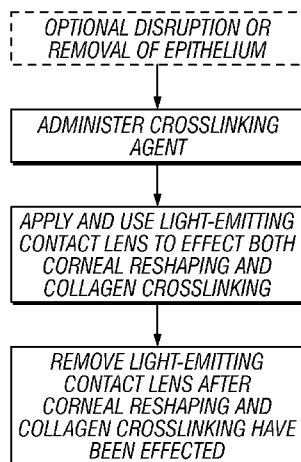 OPTIONAL DISRUPTION OR
REMOVAL OF EPITHELIUM
ADMINISTER CROSSLINKING
AGENT
APPLY AND USE LIGHT-EMITTING
CONTACT LENS TO EFFECT BOTH
CORNEAL RESHAPING AND
COLLAGEN CROSSLINKING
REMOVE LIGHT-EMITTING
CONTACT LENS AFTER
CORNEAL RESHAPING AND
COLLAGEN CROSSLINKING HAVE
BEEN EFFECTED